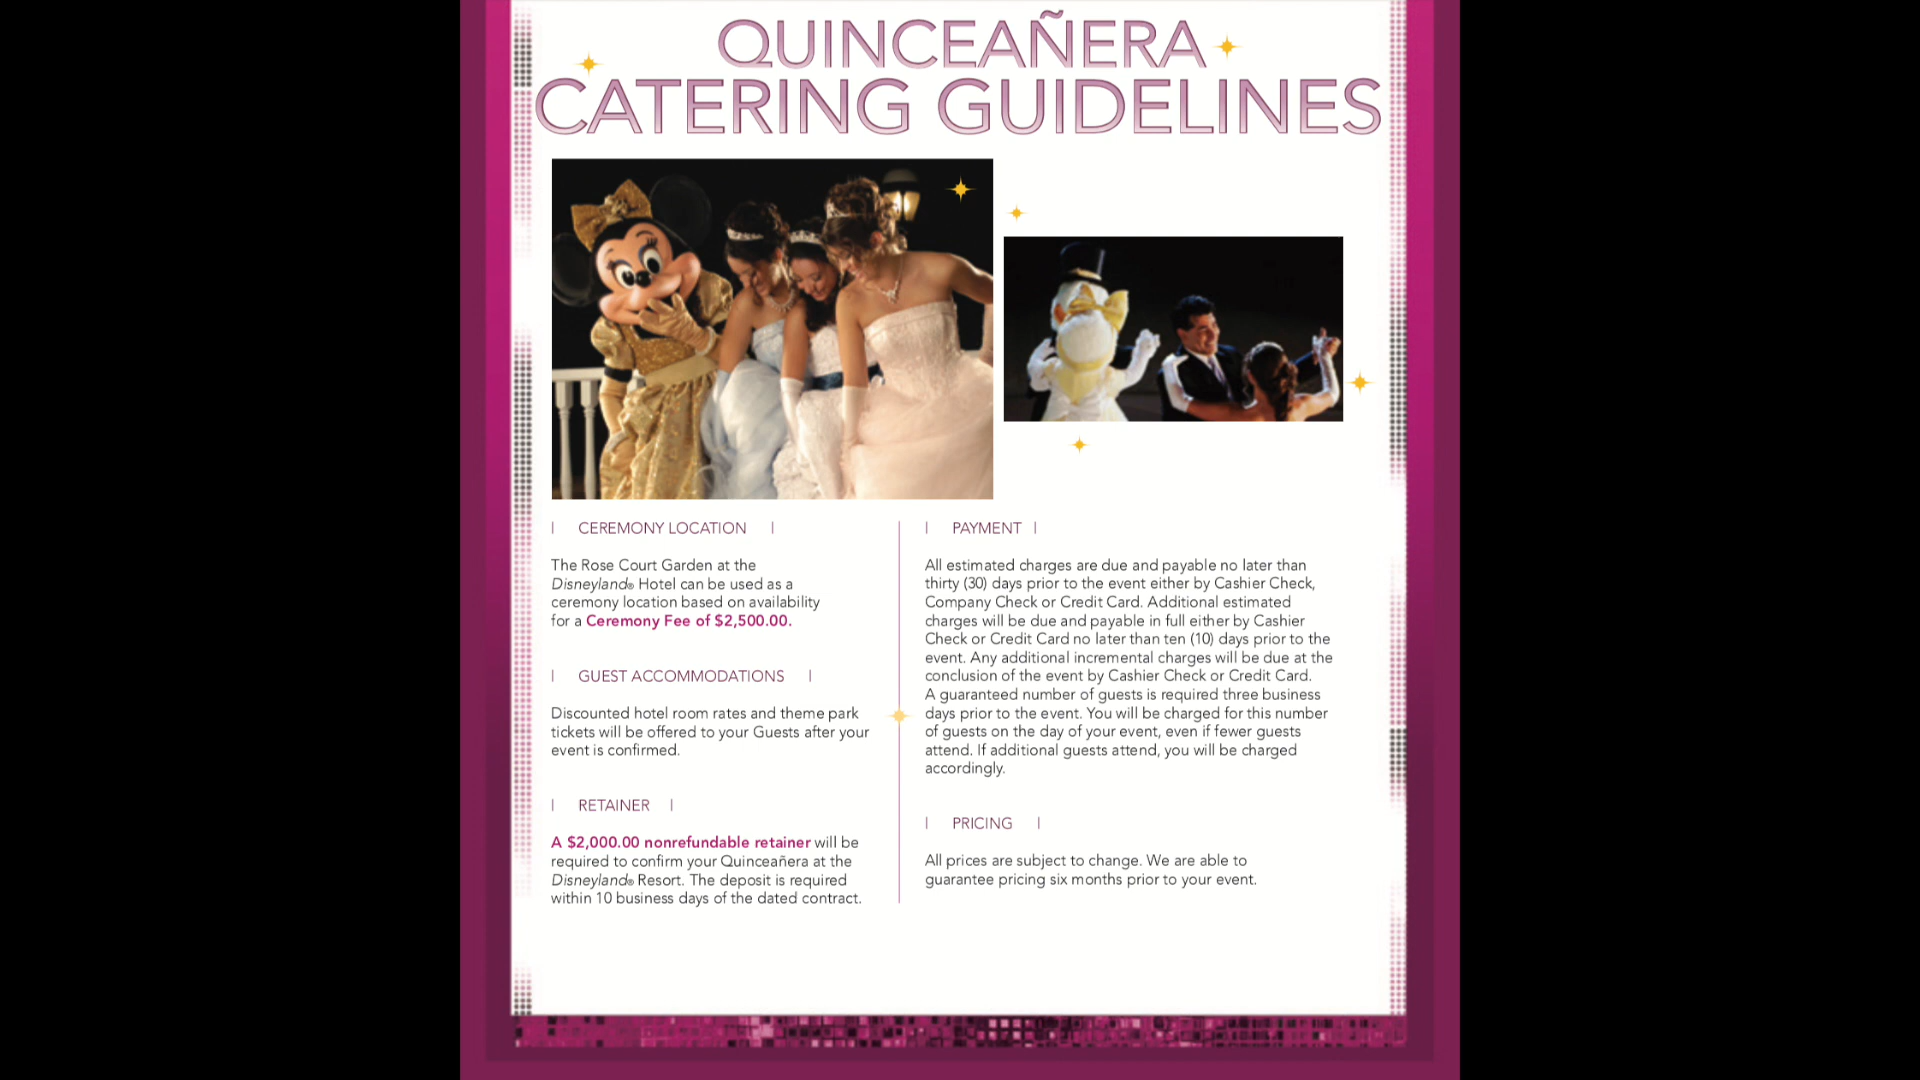 QUINCEAÑERA
CATERING GUIDELINES
| CEREMONY LOCATION |
The Rose Court Garden at the
Disneyland® Hotel can be used as a
ceremony location based on availability
for a Ceremony Fee of $2,500.00.
| GUEST ACCOMMODATIONS |
Discounted hotel room rates and theme park
tickets will be offered to your Guests after your
event is confirmed.
| RETAINER |
A $2,000.00 nonrefundable retainer will be
required to confirm your Quinceañera at the
Disneyland® Resort. The deposit is required
within 10 business days of the dated contract.
| PAYMENT |
All estimated charges are due and payable no later than
thirty (30) days prior to the event either by Cashier Check,
Company Check or Credit Card. Additional estimated
charges will be due and payable in full either by Cashier
Check or Credit Card no later than ten (10) days prior to the
event. Any additional incremental charges will be due at the
conclusion of the event by Cashier Check or Credit Card.
A guaranteed number of guests is required three business
days prior to the event. You will be charged for this number
of guests on the day of your event, even if fewer guests
attend. If additional guests attend, you will be charged
accordingly.
| PRICING |
All prices are subject to change. We are able to
guarantee pricing six months prior to your event.